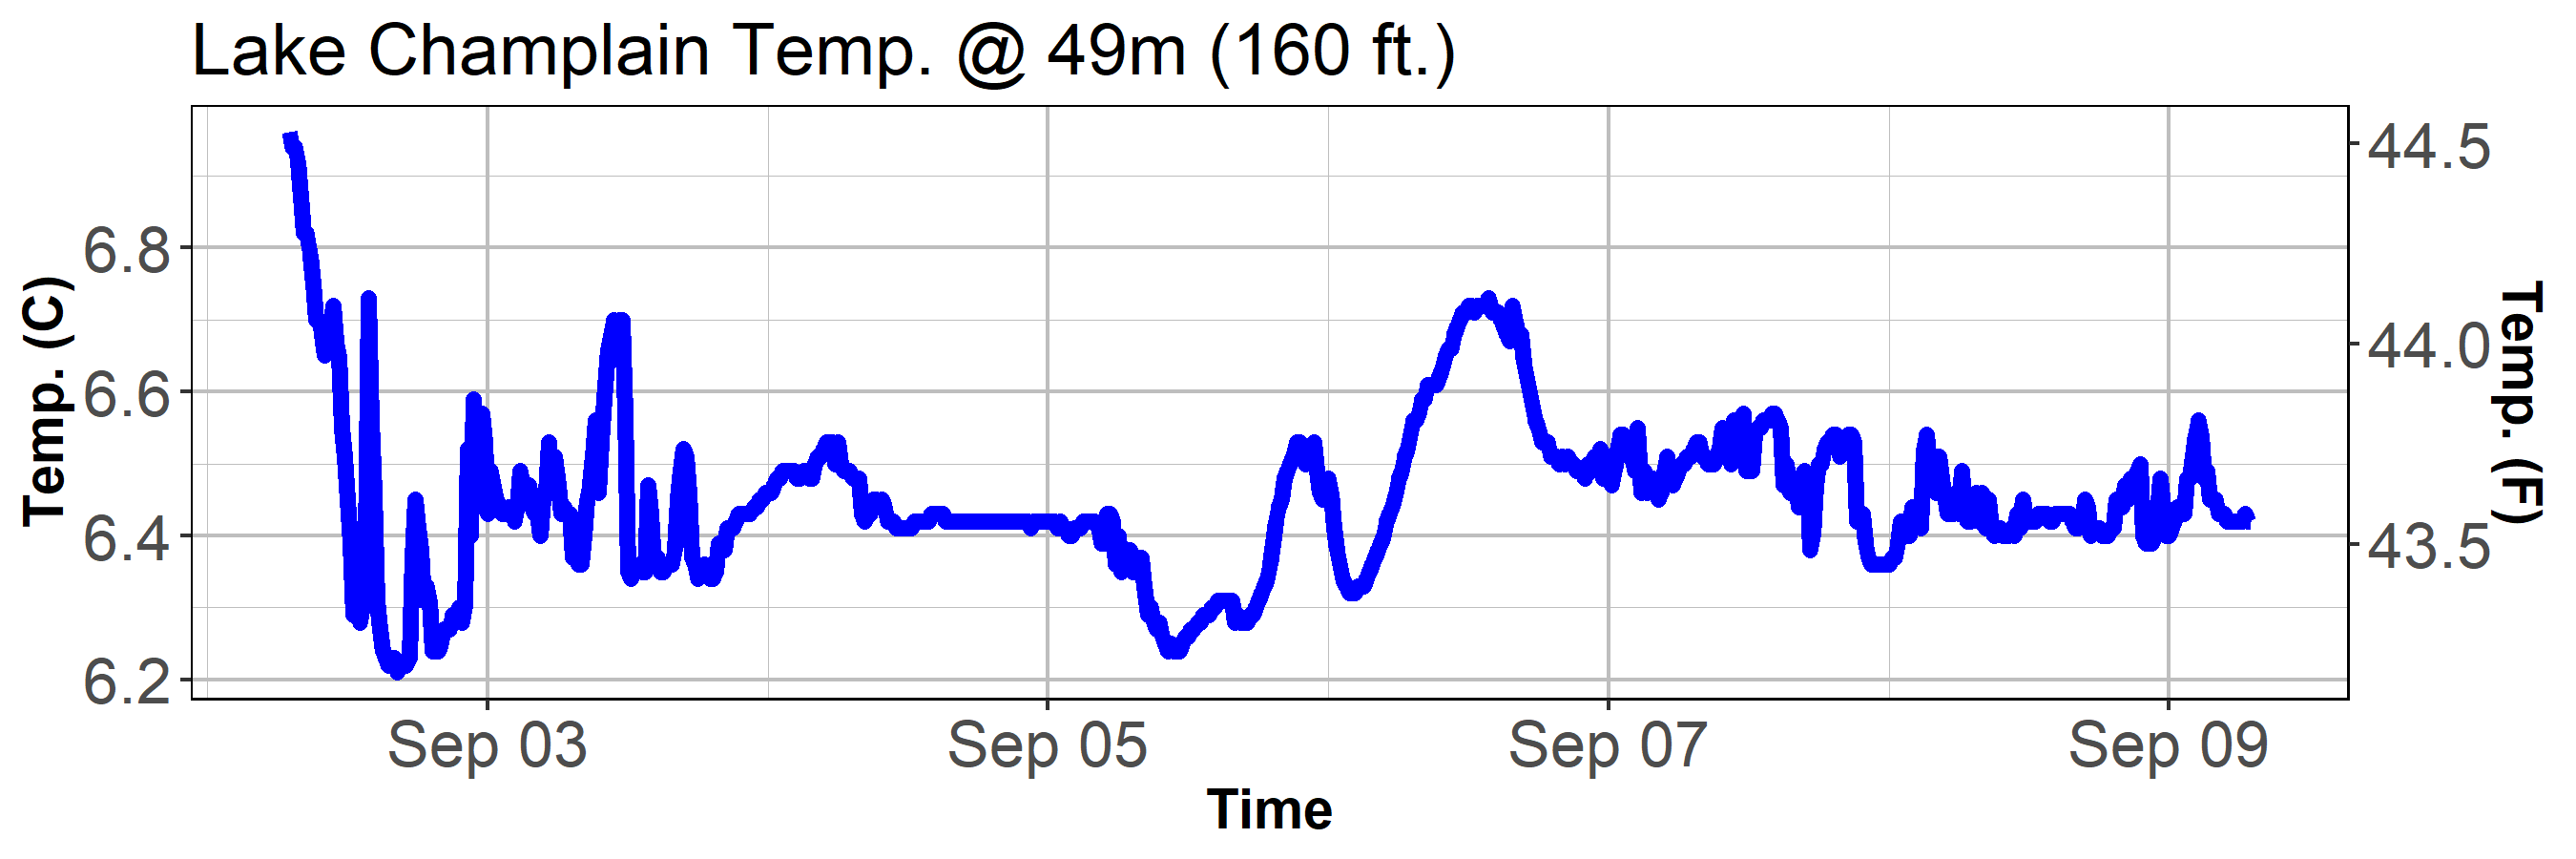 Lake Champlain Temp. @ 49m (160 ft.)
Temp. (C)
6.8
6.6
6.4
6.2
44.5
44.0
43.5
Temp. (F)
Sep 03 Sep 05 Sep 07 Sep 09
Time